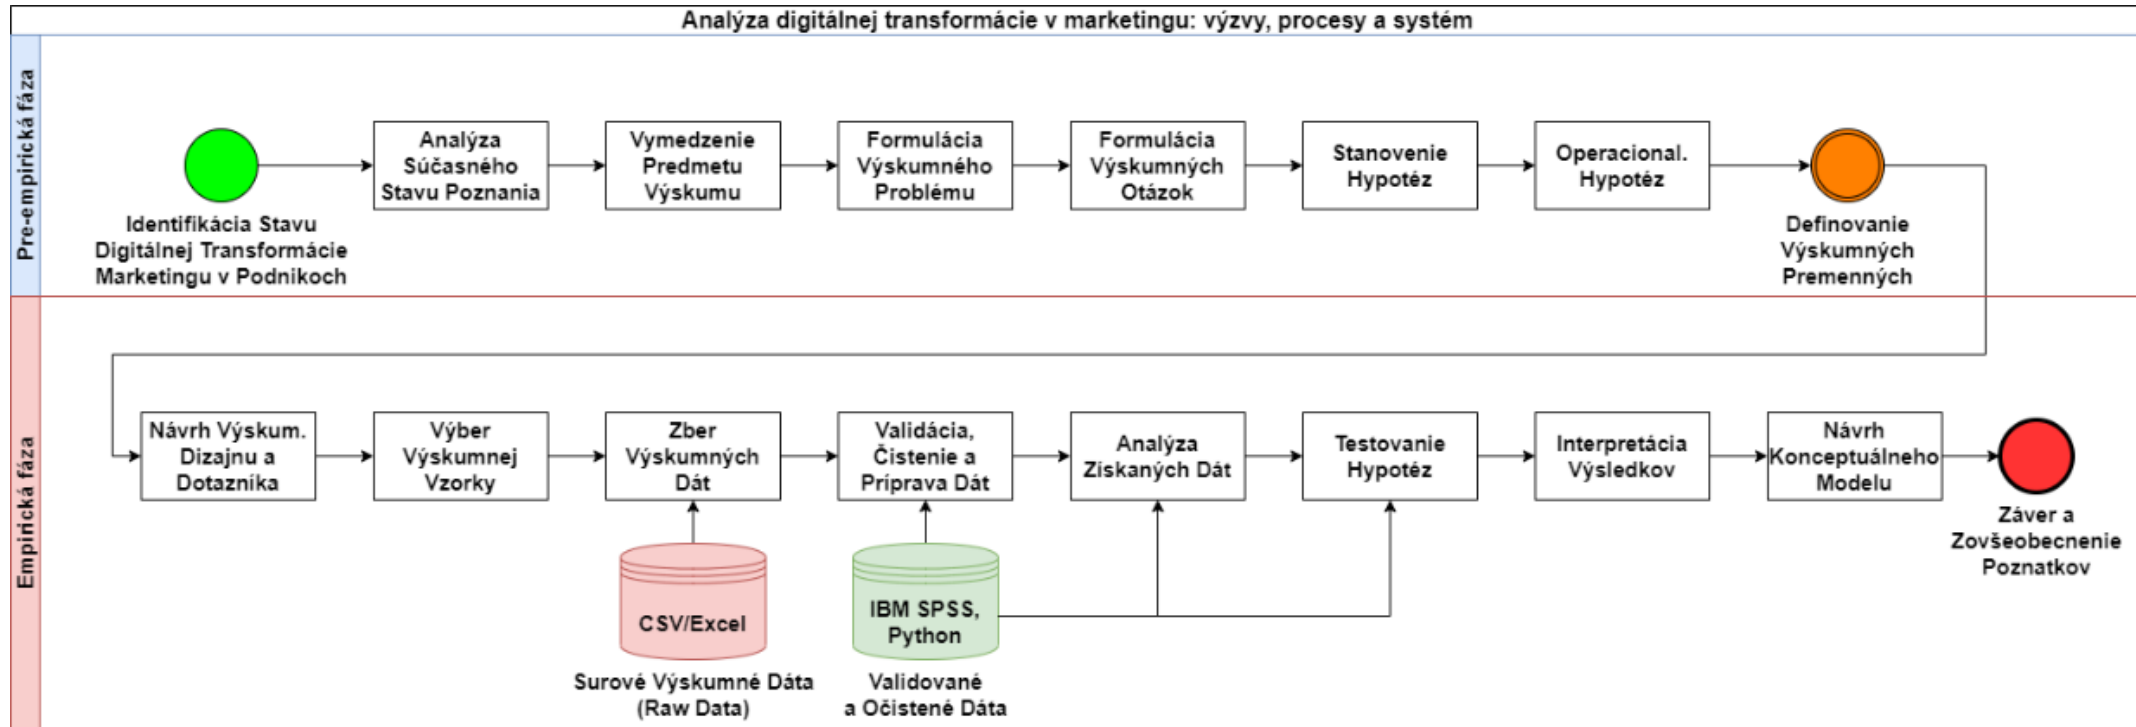 Analýza digitálnej transformácie v marketingu: výzvy, procesy a systém
Pre-empirická fáza
Identifikácia Stavu
Digitálnej Transformácie
Marketingu v Podnikoch
Analýza
Súčasného
Stavu Poznania
Vymedzenie
Predmetu
Výskumu
Formulácia
Výskumného
Problému
Formulácia
Výskumných
Otázok
Stanovenie
Hypotéz
Operacional.
Hypotéz
Definovanie
Výskumných
Premenných
Empirická fáza
Návrh Výskum.
Dizajnu a
Dotazníka
Výber
Výskumnej
Vzorky
Zber
Výskumných
Dát
Validácia,
Čistenie a
Príprava Dát
Analýza
Získaných Dát
Testovanie
Hypotéz
Interpretácia
Výsledkov
Návrh
Konceptuálneho
Modelu
Záver a
Zovšeobecnenie
Poznatkov
CSV/Excel
Surové Výskumné Dáta
(Raw Data)
IBM SPSS,
Python
Validované
a Očistené Dáta